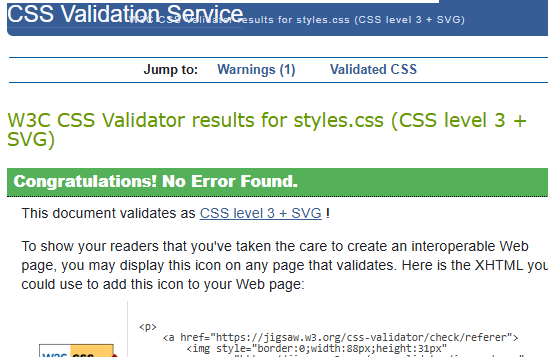 CSS Validation Service
W3C CSS Validator results for styles.css (CSS level 3 + SVG)
Jump to: Warnings (1) Validated CSS
W3C CSS Validator results for styles.css (CSS level 3 +
SVG)
Congratulations! No Error Found.
This document validates as CSS level 3 + SVG !
To show your readers that you've taken the care to create an interoperable Web
page, you may display this icon on any page that validates. Here is the XHTML you
could use to add this icon to your Web page:
<p>
<a href="https://jigsaw.w3.org/css-validator/check/referer">
<img style="border:0;width:88px;height:31px"
W3C css